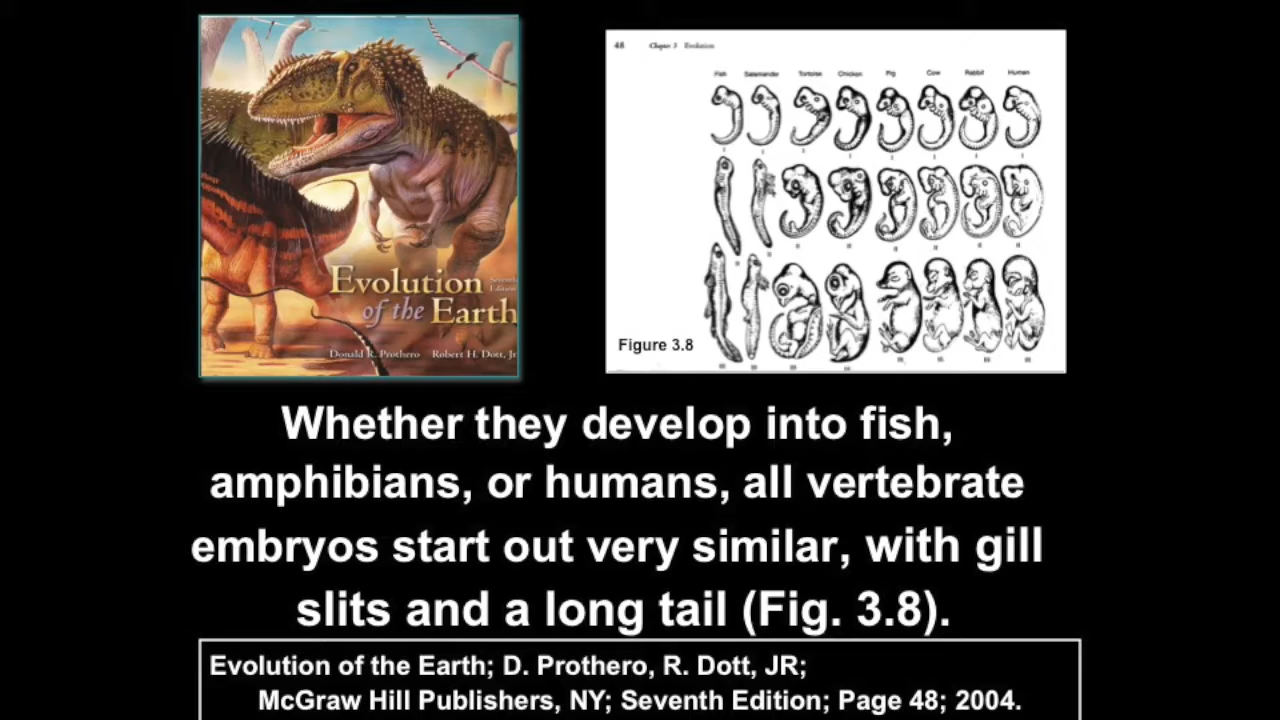 Evolution
Seventh
Edition
of the Earth
Donald R. Prothero Robert H. Dott, Jr
48 Chapter 3 Evolution
Fish Salamander Tortoise Chicken Pig Cow Rabbit Human
Figure 3.8
Whether they develop into fish,
amphibians, or humans, all vertebrate
embryos start out very similar, with gill
slits and a long tail (Fig. 3.8).
Evolution of the Earth; D. Prothero, R. Dott, JR;
McGraw Hill Publishers, NY; Seventh Edition; Page 48; 2004.